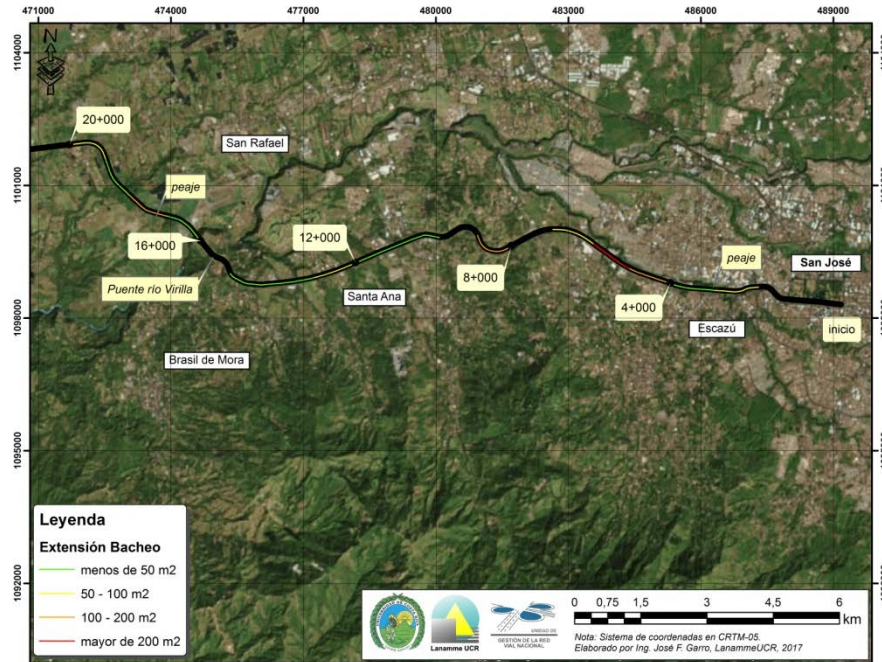 471000
474000
477000
480000
483000
486000
489000
1104000
N
20+000
San Rafael
1101000
peaje
16+000
12+000
8+000
peaje
San José
Puente río Virilla
Santa Ana
4+000
Escazú
inicio
1098000
Brasil de Mora
1095000
1092000
Leyenda
Extensión Bacheo
menos de 50 m2
50 - 100 m2
100 - 200 m2
mayor de 200 m2
Lanamme UCR
UNIDAD DE
GESTIÓN DE LA RED
VIAL NACIONAL
0 0,75 1,5 3 4,5 6
km
Nota: Sistema de coordenadas en CRTM-05.
Elaborado por Ing. José F. Garro, LanammeUCR, 2017